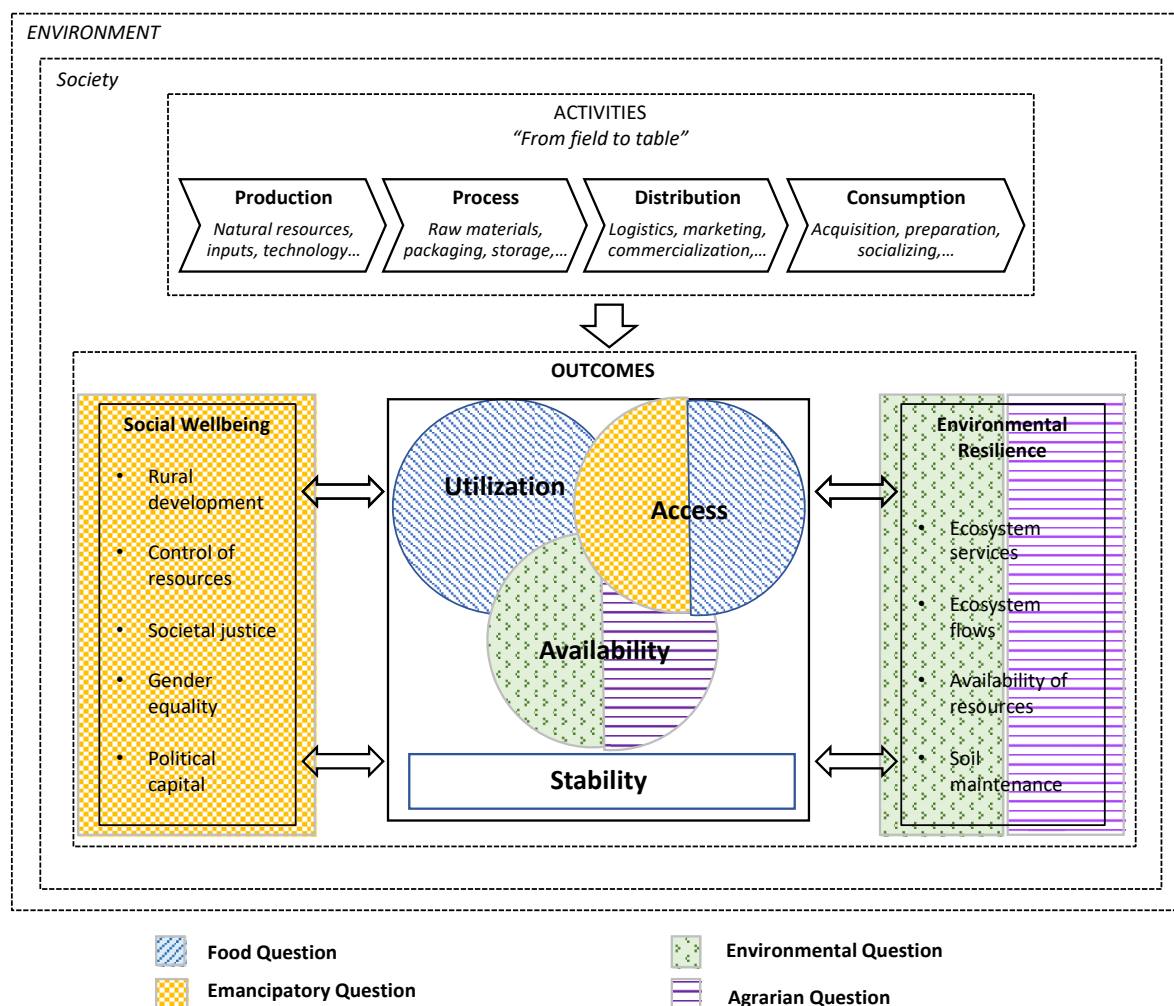 ENVIRONMENT
Society
ACTIVITIES
“From field to table”
Production
Natural resources,
inputs, technology…
Process
Raw materials,
packaging, storage,…
Distribution
Logistics, marketing,
commercialization,…
Consumption
Acquisition, preparation,
socializing,…
OUTCOMES
Social Wellbeing
• Rural
development
• Control of
resources
• Societal justice
• Gender
equality
• Political
capital
Utilization
Access
Availability
Stability
Environmental
Resilience
• Ecosystem
services
• Ecosystem
flows
• Availability of
resources
• Soil
maintenance
Food Question
Environmental Question
Emancipatory Question
Agrarian Question